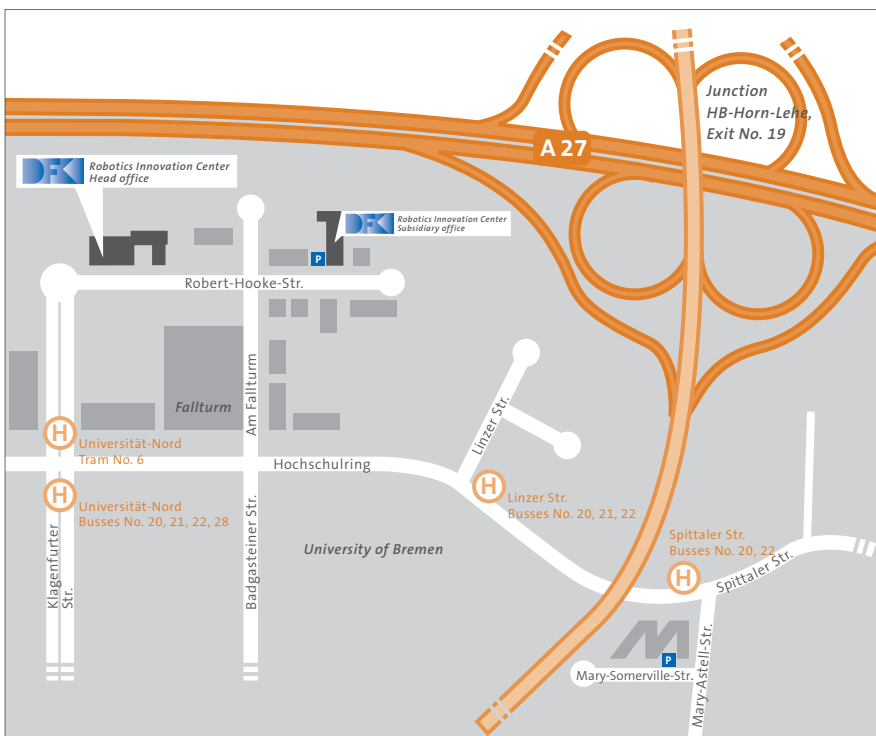 Junction
HB-Horn-Lehe,
Exit No. 19
A 27
DFKI Robotics Innovation Center
Head office
DFKI Robotics Innovation Center
Subsidiary office
P
Robert-Hooke-Str.
Am Fallturm
Fallturm
Linzer Str.
H
Universität-Nord
Tram No. 6
Hochschulring
H
Universität-Nord
Busses No. 20, 21, 22, 28
H
Linzer Str.
Busses No. 20, 21, 22
Klagenfurter
Str.
Badgasteiner Str.
University of Bremen
Spittaler Str.
Busses No. 20, 22
H
Spittaler Str.
P
Mary-Somerville-Str.
Mary-Astell-Str.